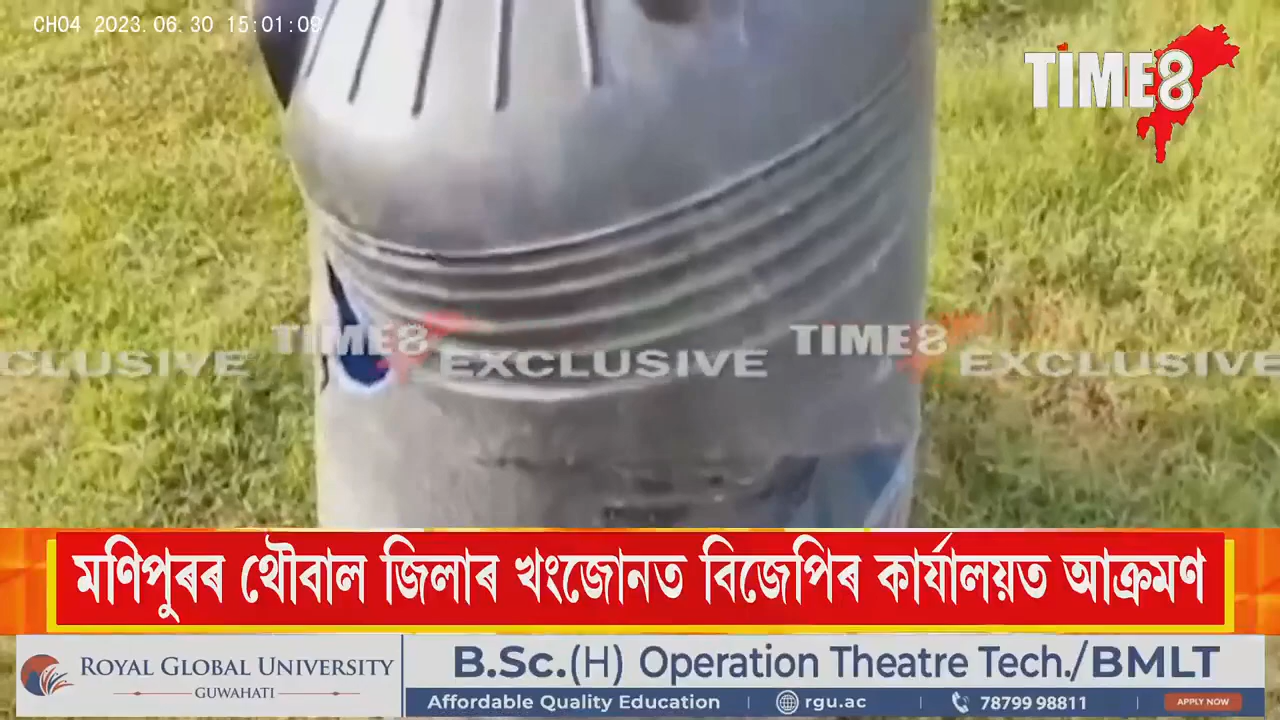 CH04 2023.06.30 15:01:09
TIME8
TIME8 TIME8
CLUSIVE EXCLUSIVE EXCLUSIVE
মণিপুৰৰ থৌবাল জিলাৰ খংজোনত বিজেপিৰ কাৰ্যালয়ত আক্ৰমণ
ROYAL GLOBAL UNIVERSITY
GUWAHATI
B.Sc.(H) Operation Theatre Tech./BMLT
Affordable Quality Education rgu.ac 78799 98811 APPLY NOW